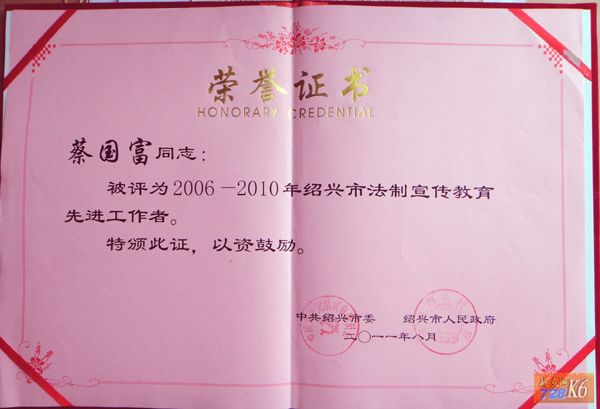 荣誉证书
HONORARY CREDENTIAL
蔡国富同志：
被评为2006－2010年绍兴市法制宣传教育
先进工作者。
特颁此证，以资鼓励。
中共绍兴市委 绍兴市人民政府
二〇一一年八月
K6